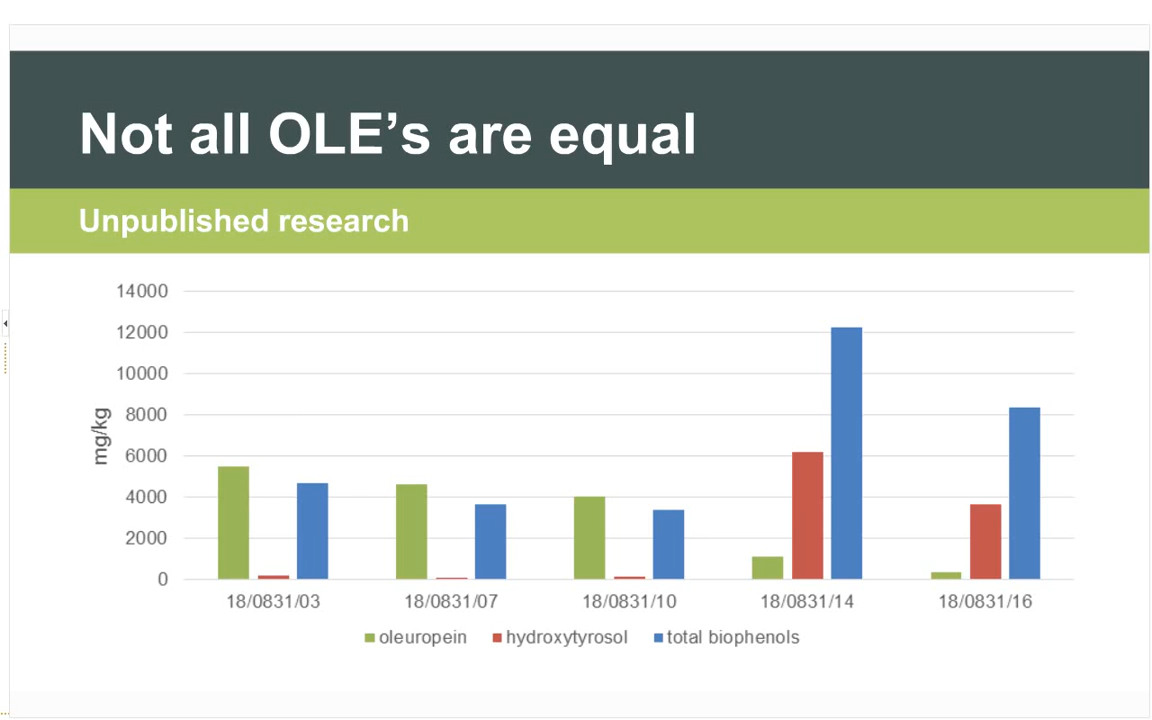 Not all OLE’s are equal
Unpublished research
14000
12000
10000
8000
6000
4000
2000
0
mg/kg
18/0831/03 18/0831/07 18/0831/10 18/0831/14 18/0831/16
oleuropein hydroxytyrosol total biophenols